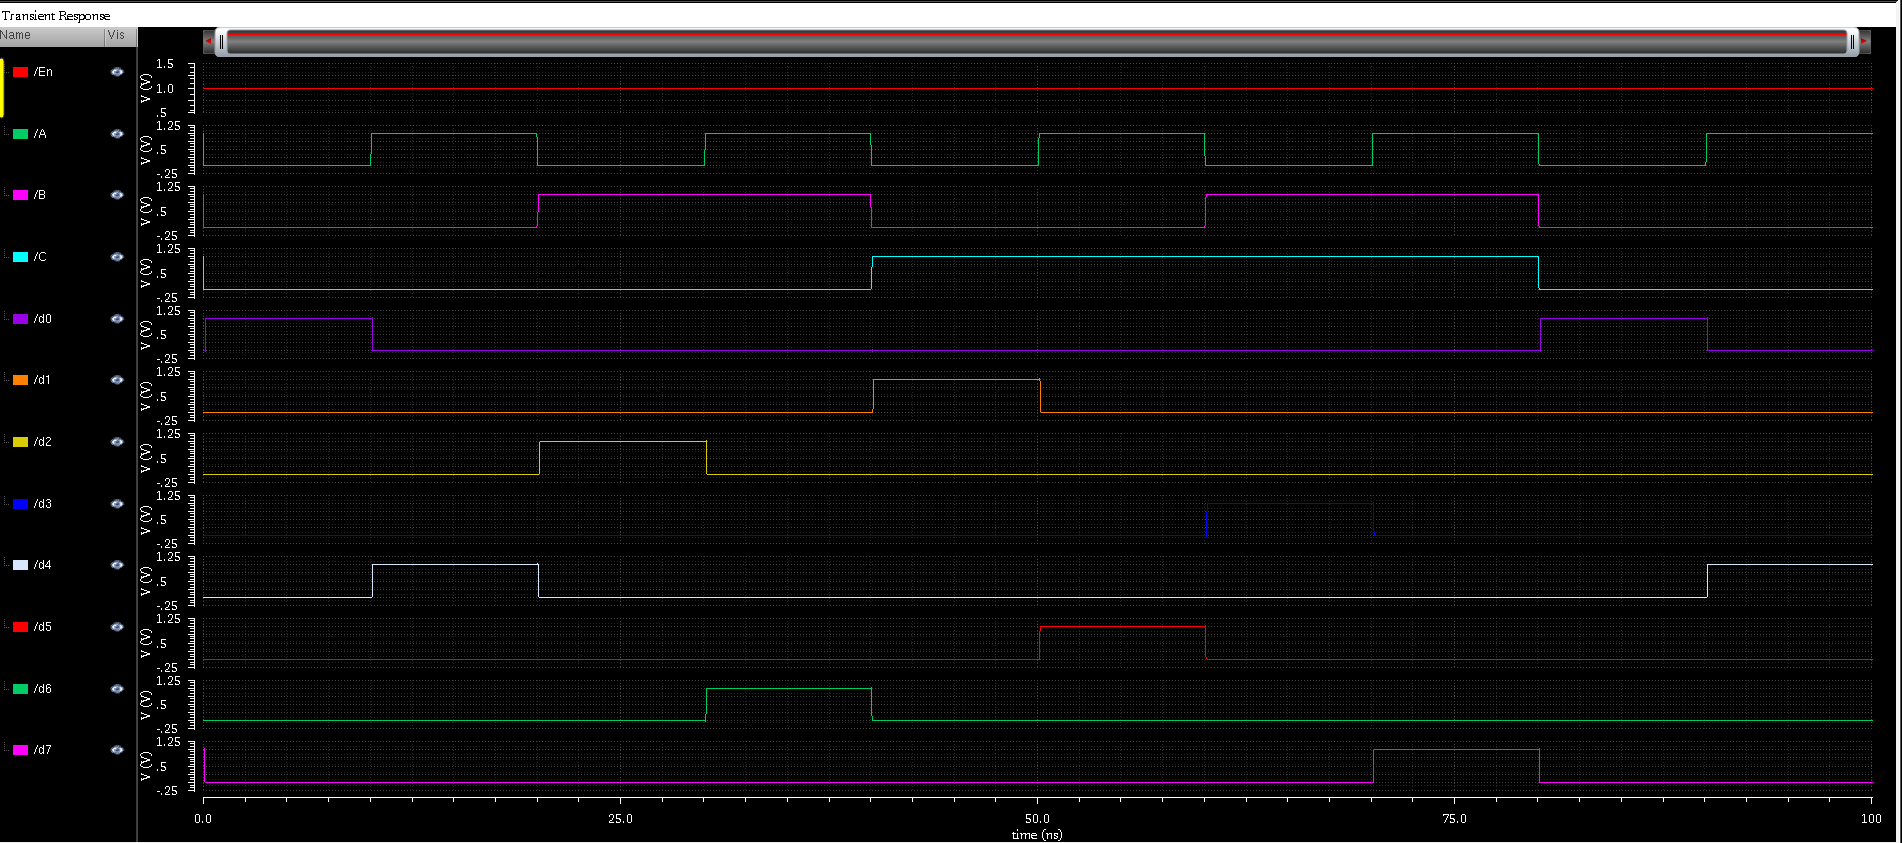 Transient Response
Name Vis
/En
V (V)
1.5
1.0
.5
/A
V (V)
1.25
.5
-.25
/B
V (V)
1.25
.5
-.25
/C
V (V)
1.25
.5
-.25
/d0
V (V)
1.25
.5
-.25
/d1
V (V)
1.25
.5
-.25
/d2
V (V)
1.25
.5
-.25
/d3
V (V)
1.25
.5
-.25
/d4
V (V)
1.25
.5
-.25
/d5
V (V)
1.25
.5
-.25
/d6
V (V)
1.25
.5
-.25
/d7
V (V)
1.25
.5
-.25
0.0 25.0 50.0 75.0 100
time (ns)